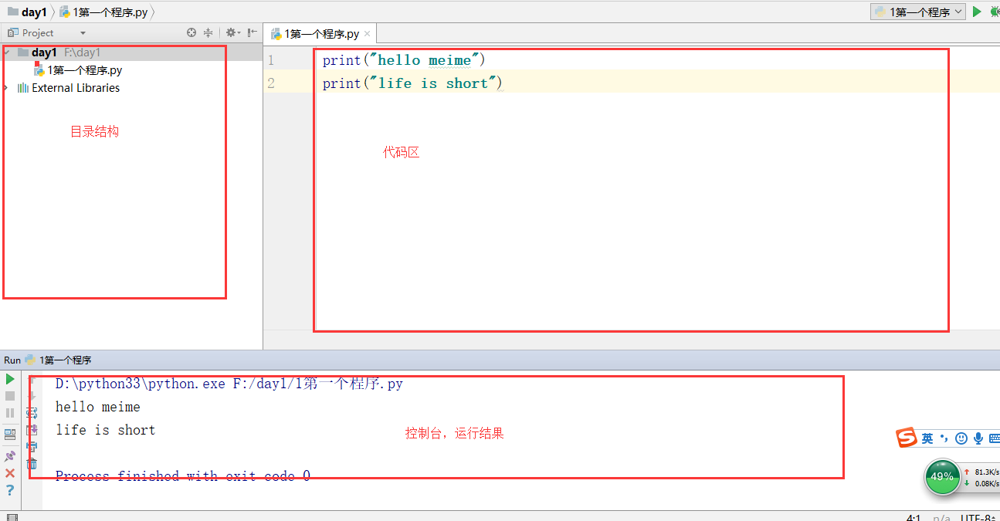 day1 1第一个程序.py 1第一个程序
Project
1第一个程序.py
day1 F:\day1
1第一个程序.py
External Libraries
目录结构
1 print("hello meime")
2 print("life is short")
代码区
Run 1第一个程序
D:\python33\python.exe F:/day1/1第一个程序.py
hello meime
life is short
Process finished with exit code 0
控制台，运行结果
英
49%
81.3K/s
0.08K/s
4:1 n/a UTF-8